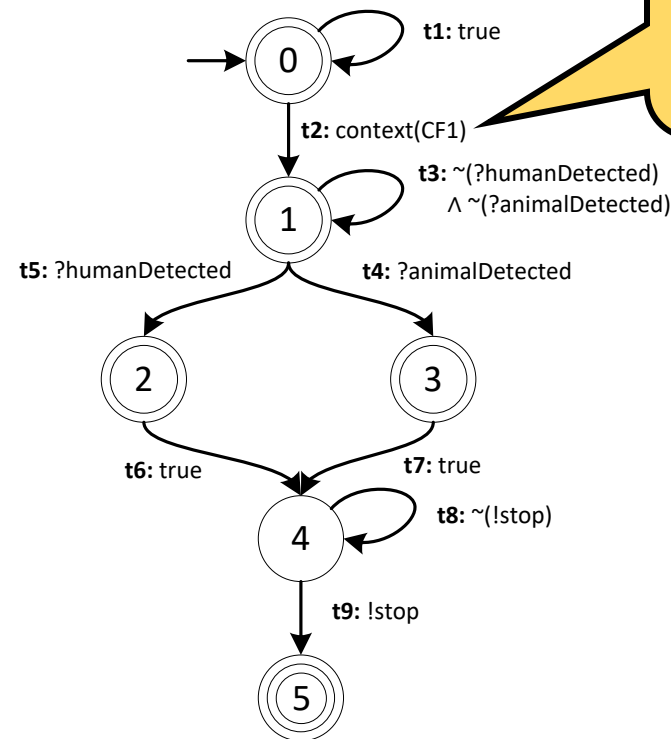 0
t1: true
t2: context(CF1)
t3: ~(?humanDetected)
∧ ~(?animalDetected)
1
t5: ?humanDetected
t4: ?animalDetected
2
3
t6: true
t7: true
4
t8: ~(!stop)
t9: !stop
5